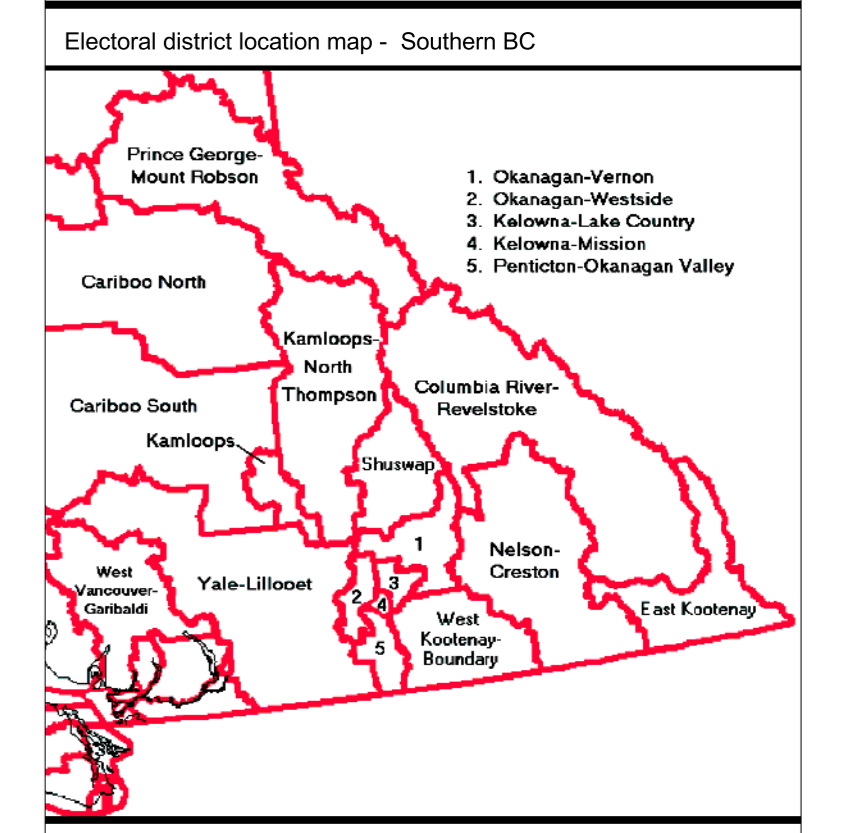 Electoral district location map -  Southern BC
Prince George-
Mount Robson
1. Okanagan-Vernon
2. Okanagan-Westside
3. Kelowna-Lake Country
4. Kelowna-Mission
5. Penticton-Okanagan Valley
Cariboo North
Kamloops-
North
Thompson
Columbia River-
Revelstoke
Cariboo South
Kamloops
Shuswap
1
Nelson-
Creston
West
Vancouver-
Garibaldi
Yale-Lillooet
2
3
4
5
West
Kootenay-
Boundary
East Kootenay